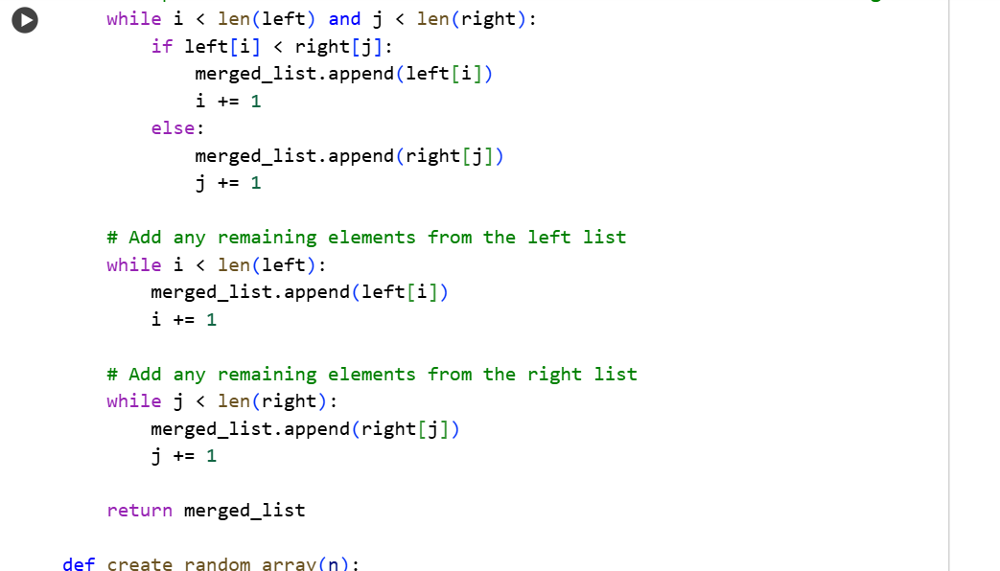 while i < len(left) and j < len(right):
if left[i] < right[j]:
merged_list.append(left[i])
i += 1
else:
merged_list.append(right[j])
j += 1
# Add any remaining elements from the left list
while i < len(left):
merged_list.append(left[i])
i += 1
# Add any remaining elements from the right list
while j < len(right):
merged_list.append(right[j])
j += 1
return merged_list
def create_random_array(n):